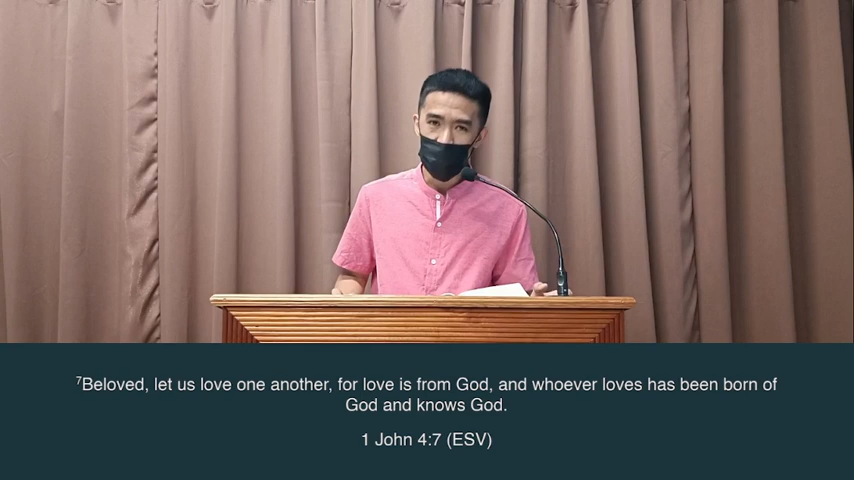 ⁷Beloved, let us love one another, for love is from God, and whoever loves has been born of
God and knows God.
1 John 4:7 (ESV)